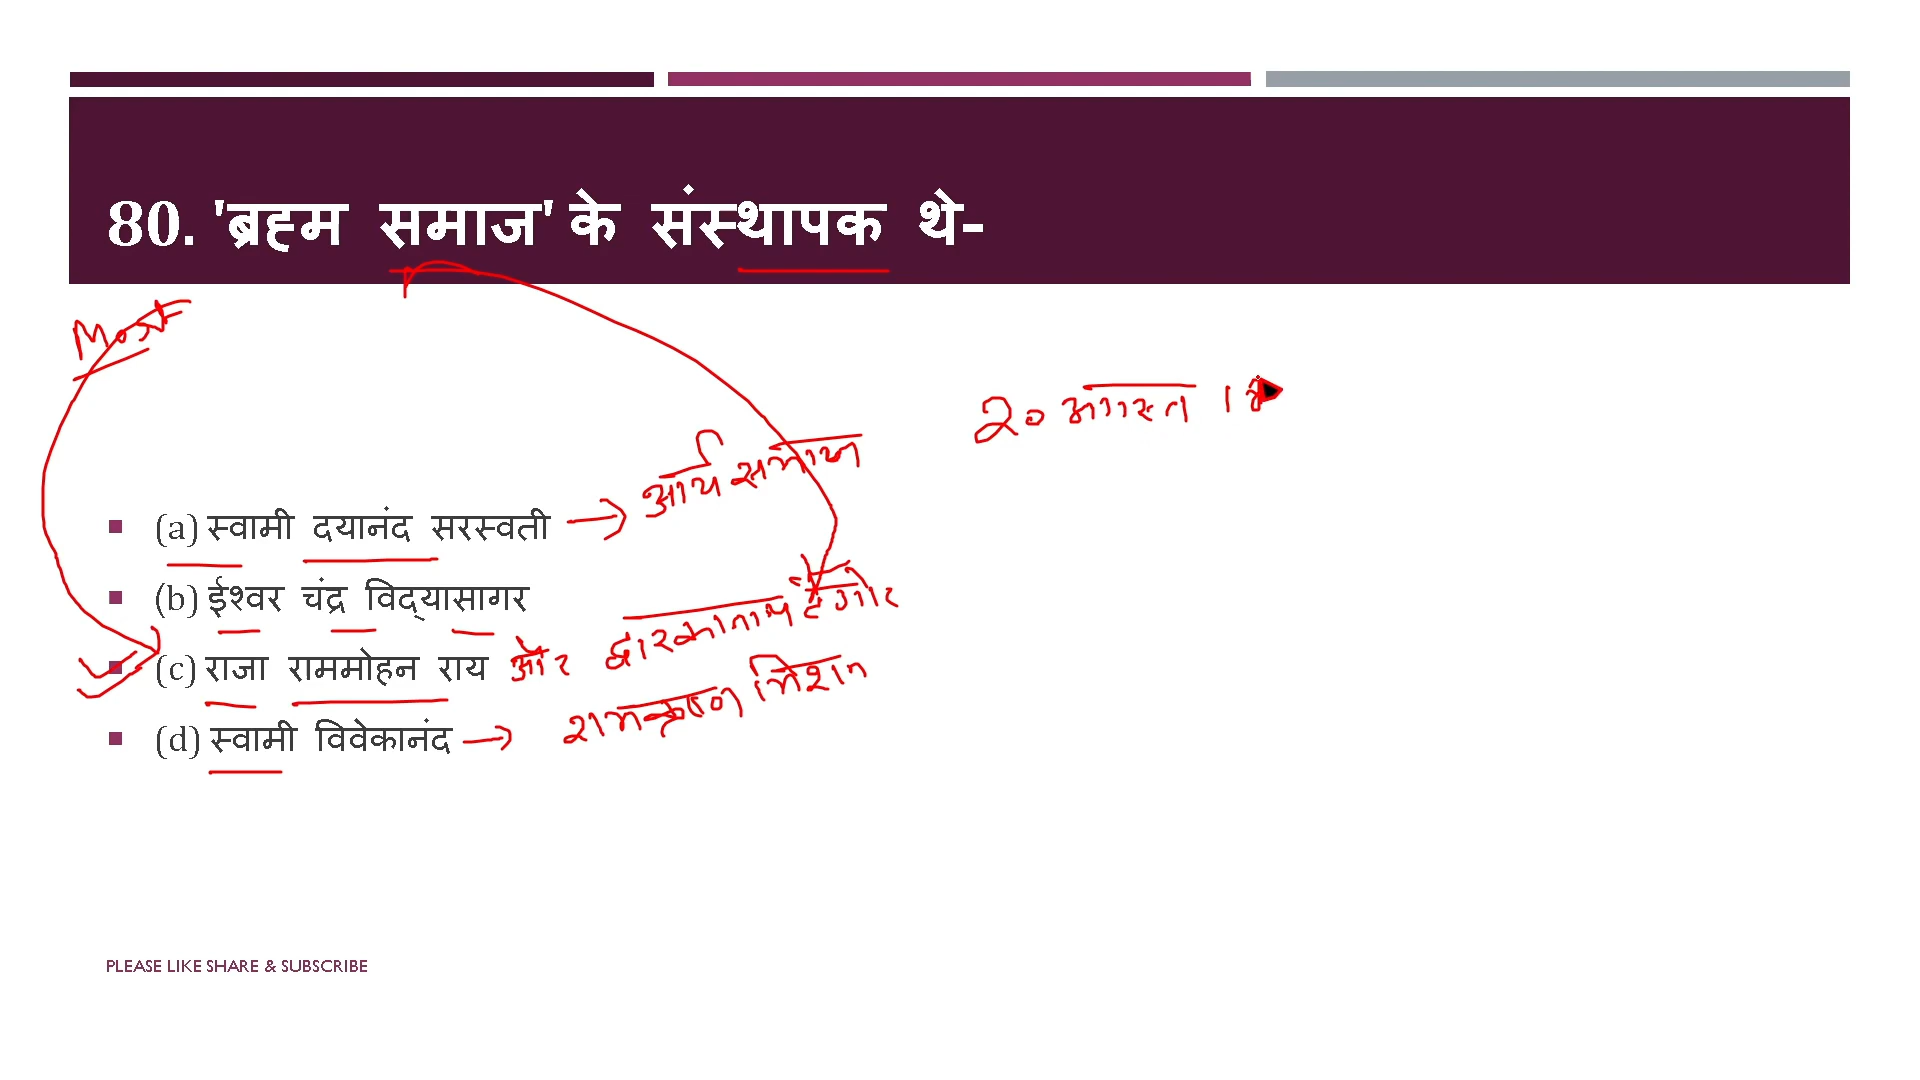 80. 'ब्रह्म समाज' के संस्थापक थे-
Most
20 अगस्त 1
(a) स्वामी दयानंद सरस्वती → आर्य समाज
(b) ईश्वर चंद्र विद्यासागर
(c) राजा राममोहन राय और द्वारकानाथ टैगोर
(d) स्वामी विवेकानंद → रामकृष्ण मिशन
PLEASE LIKE SHARE & SUBSCRIBE